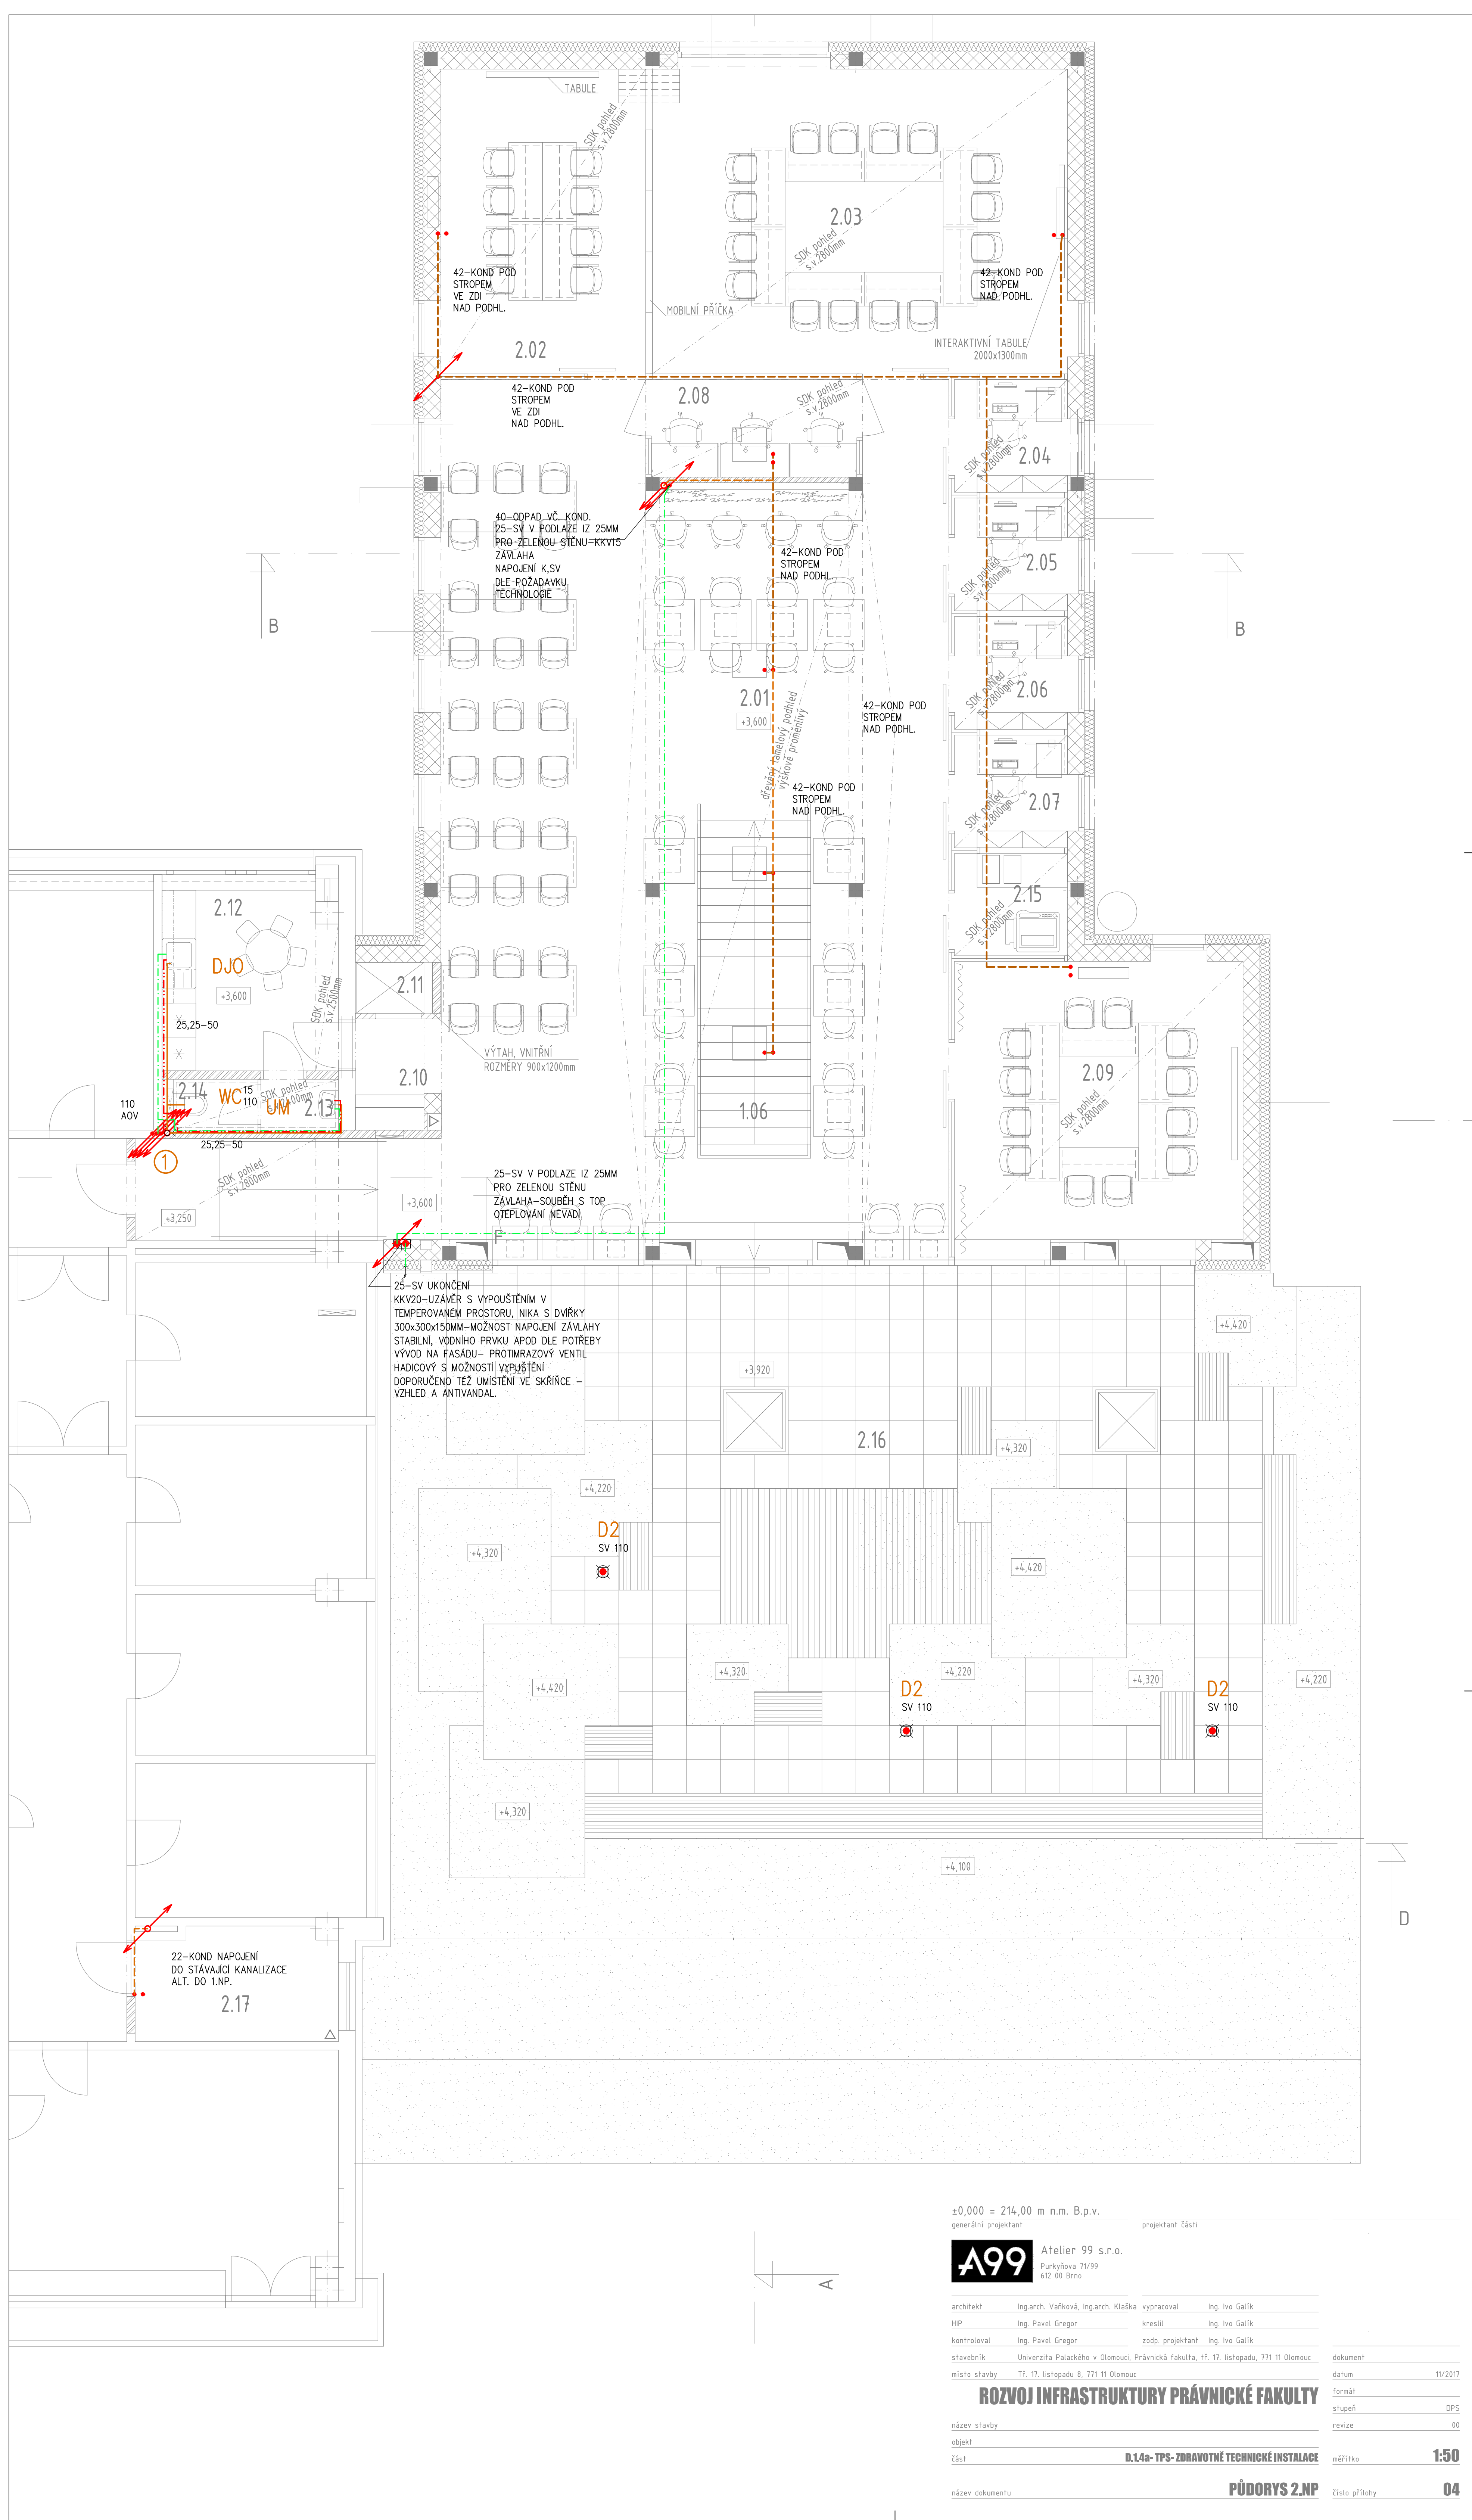 TABULE
SDK pohled
s.v.2800mm
2.03
SDK pohled
s.v.2800mm
42-KOND POD
STROPEM
VE ZDI
NAD PODHL.
42-KOND POD
STROPEM
NAD PODHL.
MOBILNÍ PŘÍČKA
INTERAKTIVNÍ TABULE
2000x1300mm
2.02
42-KOND POD
STROPEM
VE ZDI
NAD PODHL.
2.08
SDK pohled
s.v.2800mm
2.04
SDK pohled
s.v.2800mm
40-ODPAD VČ. KOND.
25-SV V PODLAZE IZ 25MM
PRO ZELENOU STĚNU-KKV15
ZÁVLAHA
NAPOJENÍ K,SV
DLE POŽADAVKU
TECHNOLOGIE
42-KOND POD
STROPEM
NAD PODHL.
2.05
SDK pohled
s.v.2800mm
B
B
2.06
SDK pohled
s.v.2800mm
2.01
+3,600
dřevěný lamelový podhled
výškově proměnlivý
42-KOND POD
STROPEM
NAD PODHL.
42-KOND POD
STROPEM
NAD PODHL.
2.07
SDK pohled
s.v.2800mm
2.15
SDK pohled
s.v.2800mm
2.12
DJO
+3,600
SDK pohled
s.v.2500mm
25,25-50
2.11
VÝTAH, VNITŘNÍ
ROZMĚRY 900x1200mm
2.10
2.14
WC
15
110
UM
2.13
SDK pohled
110
AOV
25,25-50
1
SDK pohled
s.v.2800mm
+3,250
1.06
2.09
SDK pohled
s.v.2800mm
+3,600
25-SV V PODLAZE IZ 25MM
PRO ZELENOU STĚNU
ZÁVLAHA-SOUBĚH S TOP
OTEPLOVÁNÍ NEVADÍ
F
25-SV UKONČENÍ
KKV20-UZÁVĚR S VYPOUŠTĚNÍM V
TEMPEROVANÉM PROSTORU, NIKA S DVÍŘKY
300x300x150MM-MOŽNOST NAPOJENÍ ZÁVLAHY
STABILNÍ, VODNÍHO PRVKU APOD DLE POTŘEBY
VÝVOD NA FASÁDU- PROTIMRAZOVÝ VENTIL
HADICOVÝ S MOŽNOSTÍ VYPUŠTĚNÍ
DOPORUČENO TÉŽ UMÍSTĚNÍ VE SKŘÍŇCE -
VZHLED A ANTIVANDAL.
+3,920
+4,420
2.16
+4,320
+4,220
D2
SV 110
+4,320
+4,420
+4,420
+4,320
+4,220
+4,320
+4,220
D2
SV 110
D2
SV 110
+4,320
+4,100
D
22-KOND NAPOJENÍ
DO STÁVAJÍCÍ KANALIZACE
ALT. DO 1.NP.
2.17
A
±0,000 = 214,00 m n.m. B.p.v.
generální projektant
projektant části
A99
Atelier 99 s.r.o.
Purkyňova 71/99
612 00 Brno
architekt Ing.arch. Vaňková, Ing.arch. Klaška vypracoval Ing. Ivo Galík
HIP Ing. Pavel Gregor kreslil Ing. Ivo Galík
kontroloval Ing. Pavel Gregor zodp. projektant Ing. Ivo Galík
stavebník Univerzita Palackého v Olomouci, Právnická fakulta, tř. 17. listopadu, 771 11 Olomouc dokument
místo stavby Tř. 17. listopadu 8, 771 11 Olomouc datum 11/2017
ROZVOJ INFRASTRUKTURY PRÁVNICKÉ FAKULTY
formát
stupeň DPS
název stavby revize 00
objekt
část D.1.4a- TPS- ZDRAVOTNĚ TECHNICKÉ INSTALACE měřítko 1:50
název dokumentu PŮDORYS 2.NP číslo přílohy 04